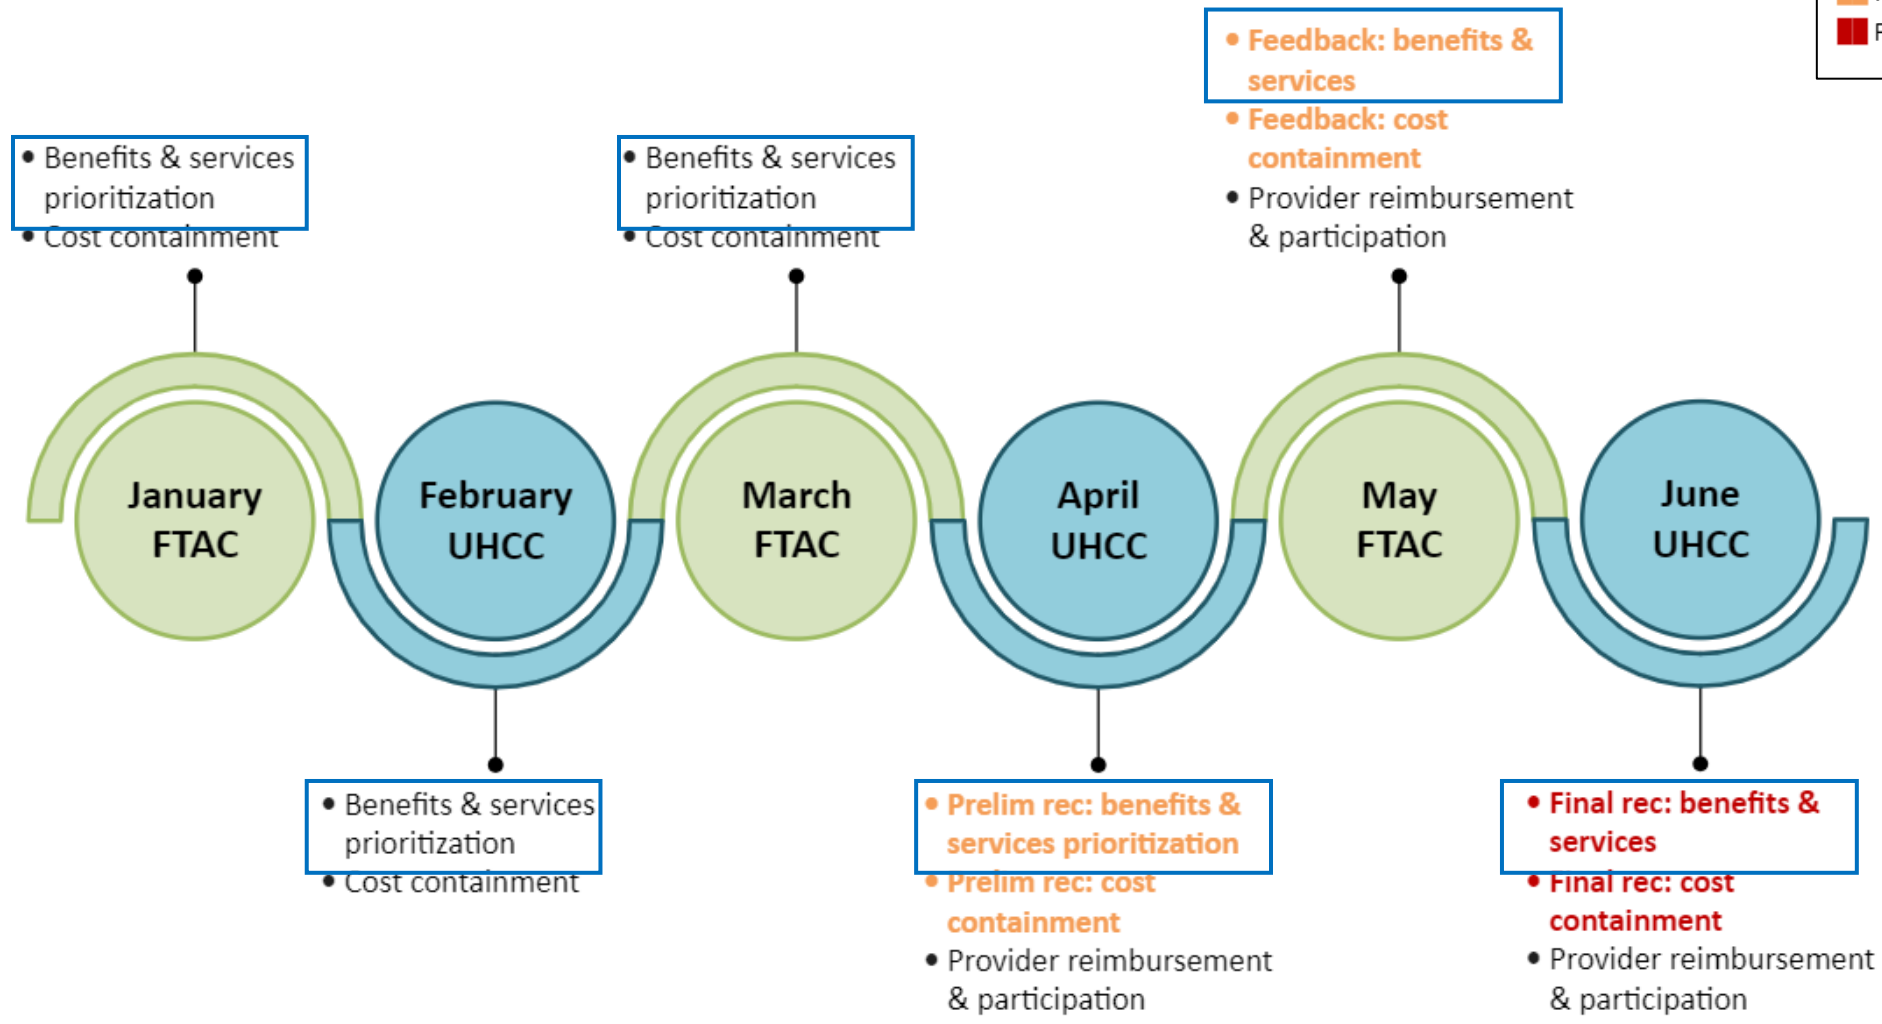 • Feedback: benefits &
services
• Feedback: cost
containment
• Provider reimbursement
& participation
• Benefits & services
prioritization
• Cost containment
• Benefits & services
prioritization
• Cost containment
January
FTAC
February
UHCC
March
FTAC
April
UHCC
May
FTAC
June
UHCC
• Benefits & services
prioritization
• Cost containment
• Prelim rec: benefits &
services prioritization
• Prelim rec: cost
containment
• Provider reimbursement
& participation
• Final rec: benefits &
services
• Final rec: cost
containment
• Provider reimbursement
& participation